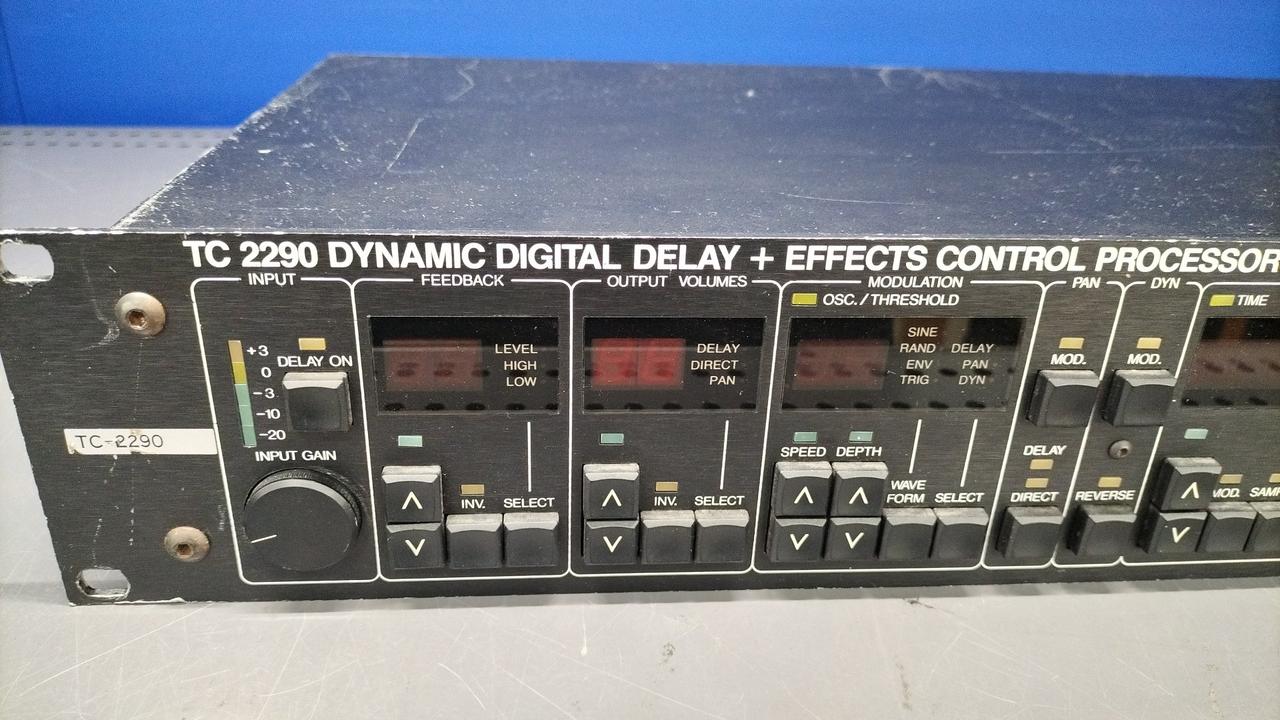 TC 2290 DYNAMIC DIGITAL DELAY + EFFECTS CONTROL PROCESSOR
INPUT
+3
0
-3
-10
-20
DELAY ON
INPUT GAIN
TC-2290
FEEDBACK
LEVEL
HIGH
LOW
INV.
SELECT
OUTPUT VOLUMES
DELAY
DIRECT
PAN
INV.
SELECT
MODULATION
OSC./THRESHOLD
SINE
RAND DELAY
ENV PAN
TRIG DYN
SPEED DEPTH
WAVE
FORM SELECT
PAN
MOD.
DELAY
DIRECT
DYN
MOD.
REVERSE
TIME
MOD.